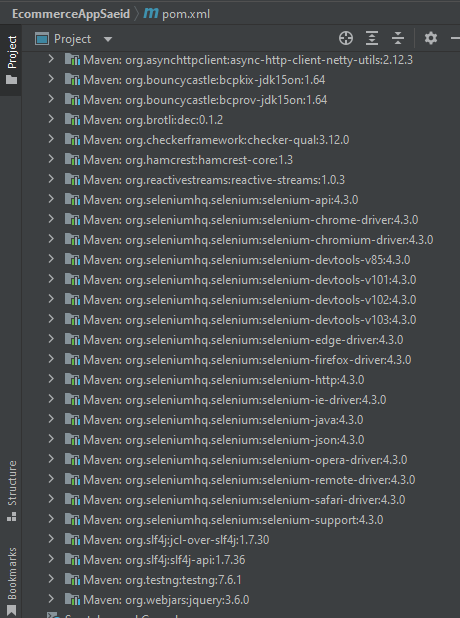 EcommerceAppSaeid pom.xml
Project
Project
Maven: org.asynchttpclient:async-http-client-netty-utils:2.12.3
Maven: org.bouncycastle:bcpkix-jdk15on:1.64
Maven: org.bouncycastle:bcprov-jdk15on:1.64
Maven: org.brotli:dec:0.1.2
Maven: org.checkerframework:checker-qual:3.12.0
Maven: org.hamcrest:hamcrest-core:1.3
Maven: org.reactivestreams:reactive-streams:1.0.3
Maven: org.seleniumhq.selenium:selenium-api:4.3.0
Maven: org.seleniumhq.selenium:selenium-chrome-driver:4.3.0
Maven: org.seleniumhq.selenium:selenium-chromium-driver:4.3.0
Maven: org.seleniumhq.selenium:selenium-devtools-v85:4.3.0
Maven: org.seleniumhq.selenium:selenium-devtools-v101:4.3.0
Maven: org.seleniumhq.selenium:selenium-devtools-v102:4.3.0
Maven: org.seleniumhq.selenium:selenium-devtools-v103:4.3.0
Maven: org.seleniumhq.selenium:selenium-edge-driver:4.3.0
Maven: org.seleniumhq.selenium:selenium-firefox-driver:4.3.0
Maven: org.seleniumhq.selenium:selenium-http:4.3.0
Maven: org.seleniumhq.selenium:selenium-ie-driver:4.3.0
Maven: org.seleniumhq.selenium:selenium-java:4.3.0
Maven: org.seleniumhq.selenium:selenium-json:4.3.0
Maven: org.seleniumhq.selenium:selenium-opera-driver:4.3.0
Maven: org.seleniumhq.selenium:selenium-remote-driver:4.3.0
Maven: org.seleniumhq.selenium:selenium-safari-driver:4.3.0
Maven: org.seleniumhq.selenium:selenium-support:4.3.0
Maven: org.slf4j:jcl-over-slf4j:1.7.30
Maven: org.slf4j:slf4j-api:1.7.36
Maven: org.testng:testng:7.6.1
Maven: org.webjars:jquery:3.6.0
Structure
Bookmarks